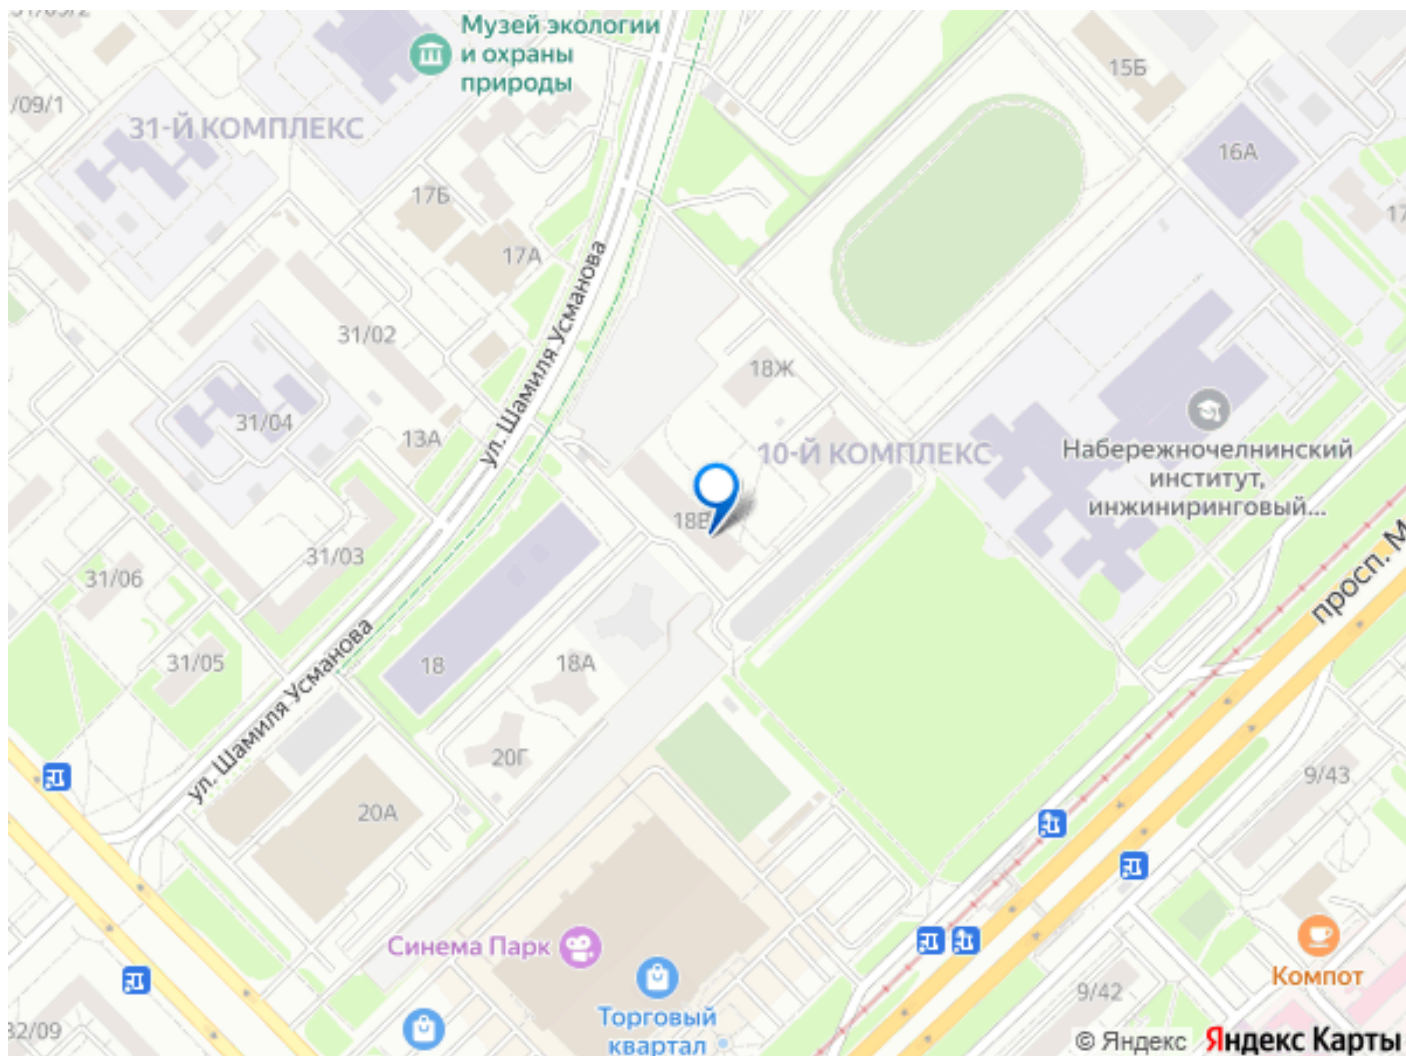 Музей экологии
и охраны
природы
/09/1
31-Й КОМПЛЕКС
15Б
16А
17Б
17А
31/02
ул. Шамиля Усманова
18Ж
31/04
13А
10-Й КОМПЛЕКС
Набережночелнинский
институт,
инжиниринговый...
18В
31/03
31/06
просп. М
31/05
18
18А
ул. Шамиля Усманова
20Г
20А
9/43
Синема Парк
Компот
9/42
Торговый
квартал
32/09
© Яндекс Яндекс Карты